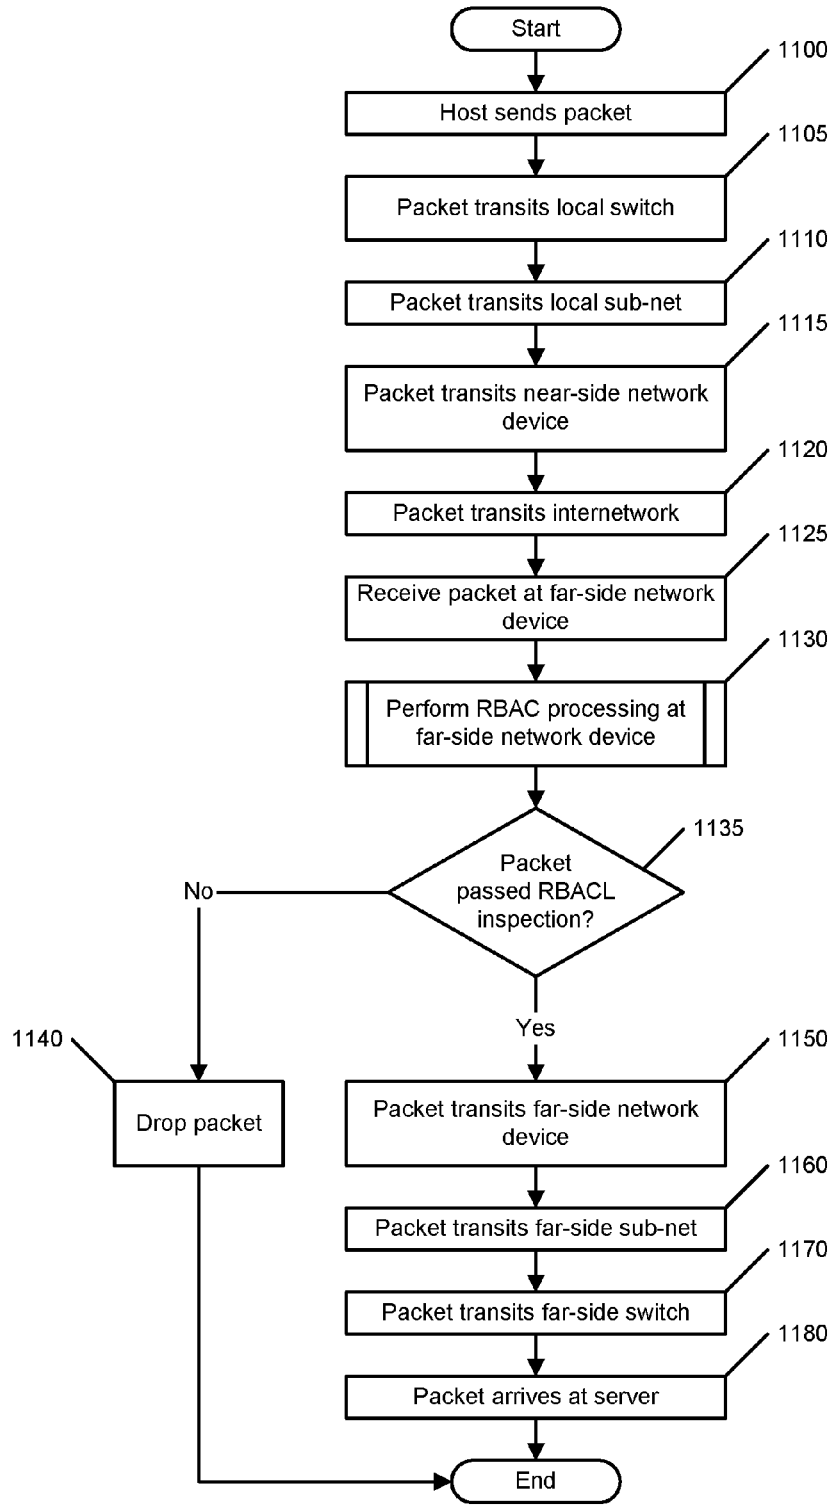 Start
1100
Host sends packet
1105
Packet transits local switch
1110
Packet transits local sub-net
1115
Packet transits near-side network
device
1120
Packet transits internetwork
1125
Receive packet at far-side network
device
1130
Perform RBAC processing at
far-side network device
1135
Packet
passed RBACL
inspection?
No
Yes
1140
Drop packet
1150
Packet transits far-side network
device
1160
Packet transits far-side sub-net
1170
Packet transits far-side switch
1180
Packet arrives at server
End